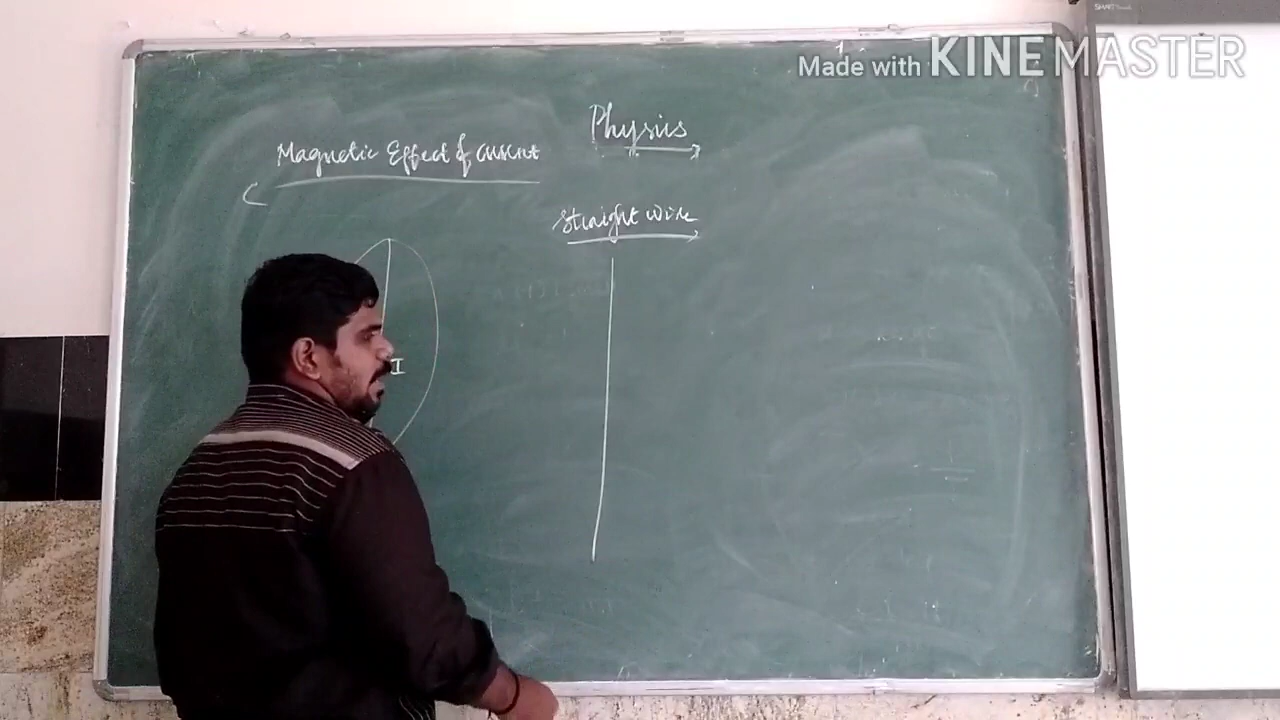 Made with KINEMASTER
Physics
Magnetic Effect of current
Straight wire
I